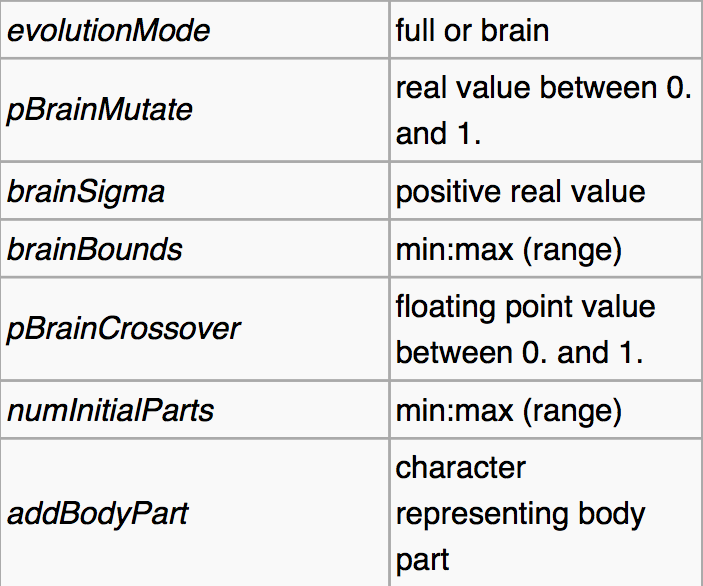 evolutionMode
full or brain
pBrainMutate
real value between 0.
and 1.
brainSigma
positive real value
brainBounds
min:max (range)
pBrainCrossover
floating point value
between 0. and 1.
numInitialParts
min:max (range)
addBodyPart
character
representing body
part